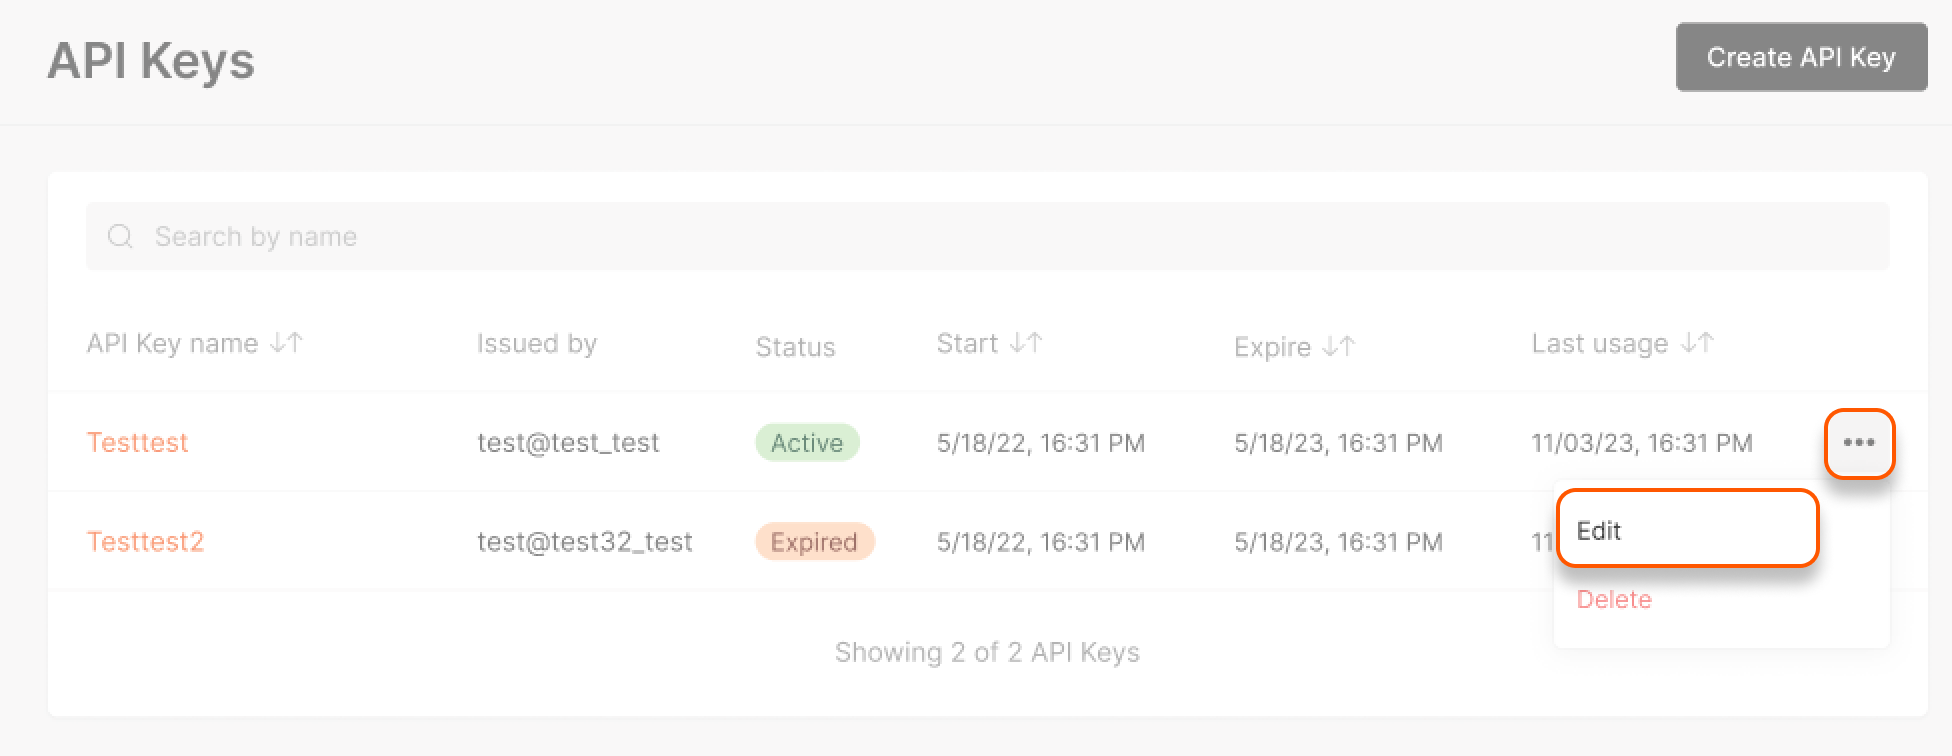 API Keys
Create API Key
Search by name
API Key name Issued by Status Start Expire Last usage
Testtest test@test_test Active 5/18/22, 16:31 PM 5/18/23, 16:31 PM 11/03/23, 16:31 PM
Testtest2 test@test32_test Expired 5/18/22, 16:31 PM 5/18/23, 16:31 PM 11
Edit
Delete
Showing 2 of 2 API Keys